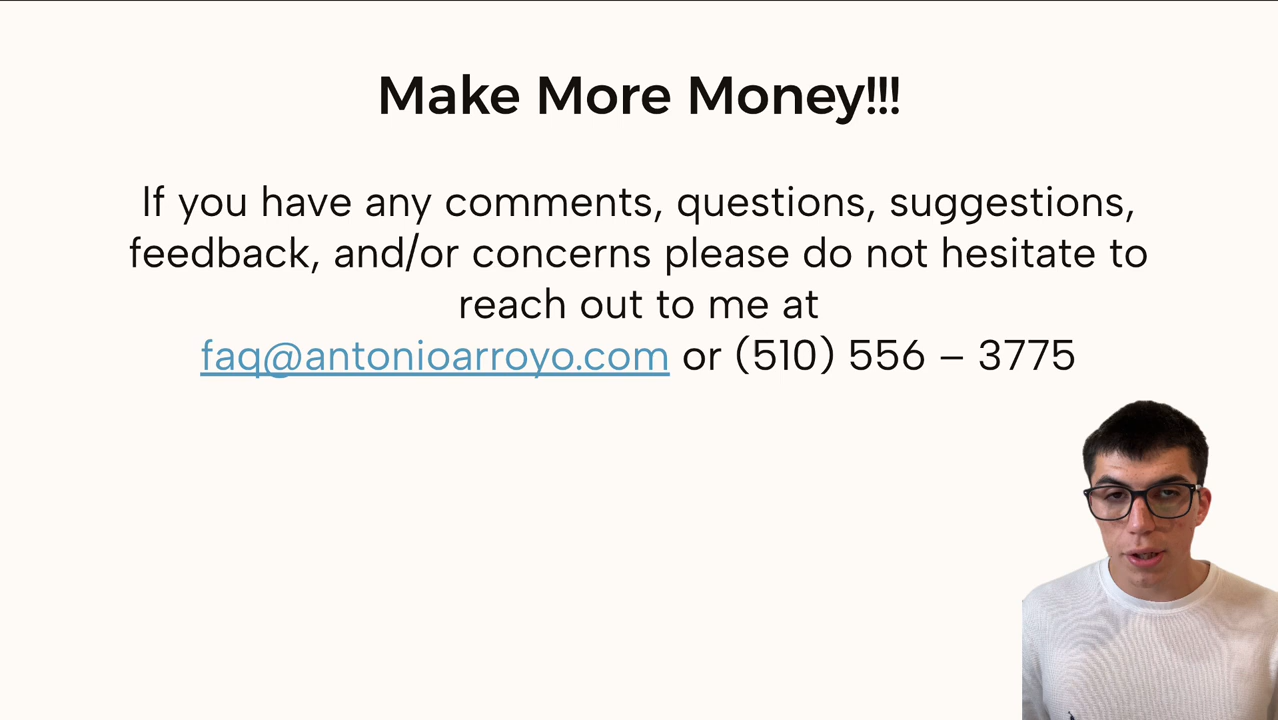 Make More Money!!!
If you have any comments, questions, suggestions,
feedback, and/or concerns please do not hesitate to
reach out to me at
faq@antonioarroyo.com or (510) 556 – 3775